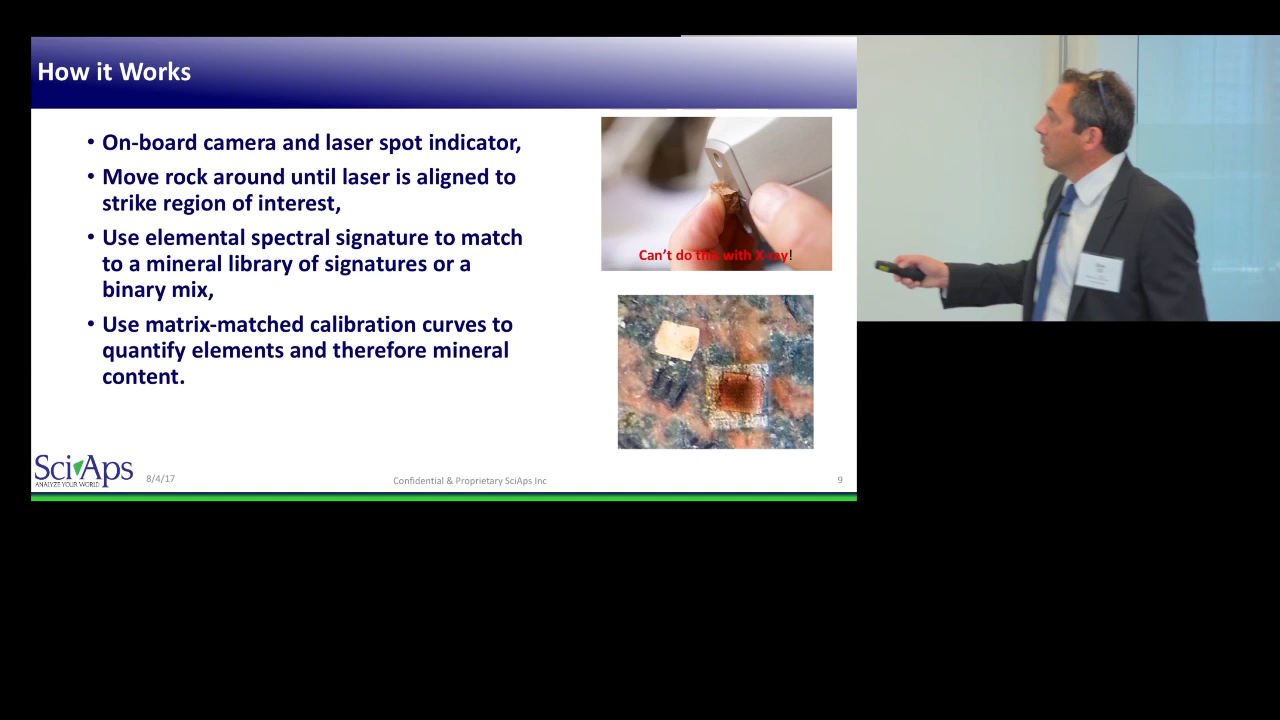 How it Works
• On-board camera and laser spot indicator,
• Move rock around until laser is aligned to
strike region of interest,
• Use elemental spectral signature to match
to a mineral library of signatures or a
binary mix,
• Use matrix-matched calibration curves to
quantify elements and therefore mineral
content.
Can't do this with X-ray!
SciAps
ANALYZE YOUR WORLD
8/4/17
Confidential & Proprietary SciAps Inc
9